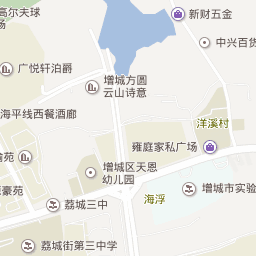 高尔夫球
场
新财五金
中兴百货
广悦轩泊爵
增城方圆
云山诗意
海平线西餐酒廊
洋溪村
雍庭家私广场
增城区天恩
幼儿园
增城市实验
海浮
豪苑
荔城三中
荔城街第三中学